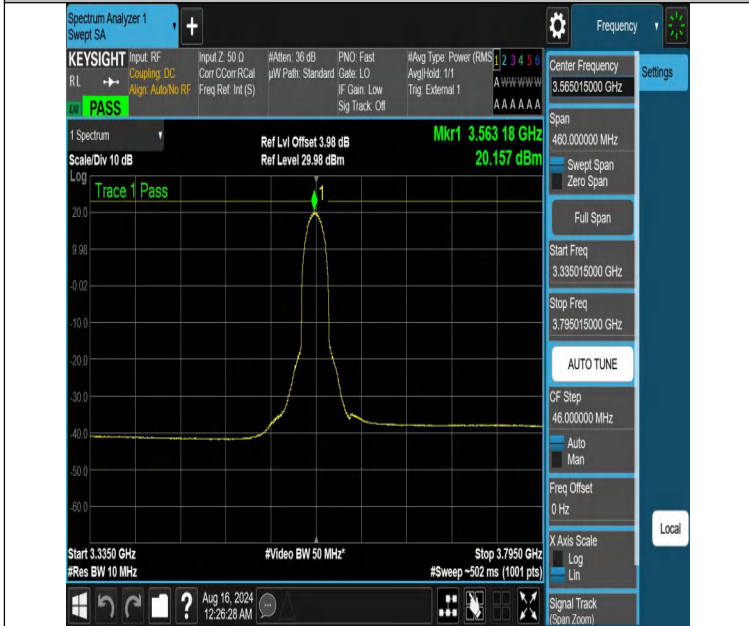 Spectrum Analyzer 1
Swept SA
+
Frequency
KEYSIGHT Input: RF Input Z: 50 Ω #Atten: 36 dB PNO: Fast #Avg Type: Power (RMS 1 2 3 4 5 6
RL Coupling: DC Corr CCorr RCal µW Path: Standard Gate: LO Avg|Hold: 1/1 A W W W W W
Align: Auto/No RF Freq Ref: Int (S) IF Gain: Low Trig: External 1
Sig Track: Off A A A A A A
PASS
1 Spectrum
Scale/Div 10 dB
Ref Lvl Offset 3.98 dB
Ref Level 29.98 dBm
Mkr1 3.563 18 GHz
20.157 dBm
Log
Trace 1 Pass
1
20.0
9.98
-0.02
-10.0
-20.0
-30.0
-40.0
-50.0
-60.0
Start 3.3350 GHz #Video BW 50 MHz* Stop 3.7950 GHz
#Res BW 10 MHz #Sweep ~502 ms (1001 pts)
Aug 16, 2024
12:26:28 AM
?
Center Frequency
3.565015000 GHz
Settings
Span
460.000000 MHz
Swept Span
Zero Span
Full Span
Start Freq
3.335015000 GHz
Stop Freq
3.795015000 GHz
AUTO TUNE
CF Step
46.000000 MHz
Auto
Man
Freq Offset
0 Hz
X Axis Scale
Log
Lin
Local
Signal Track
(Span Zoom)